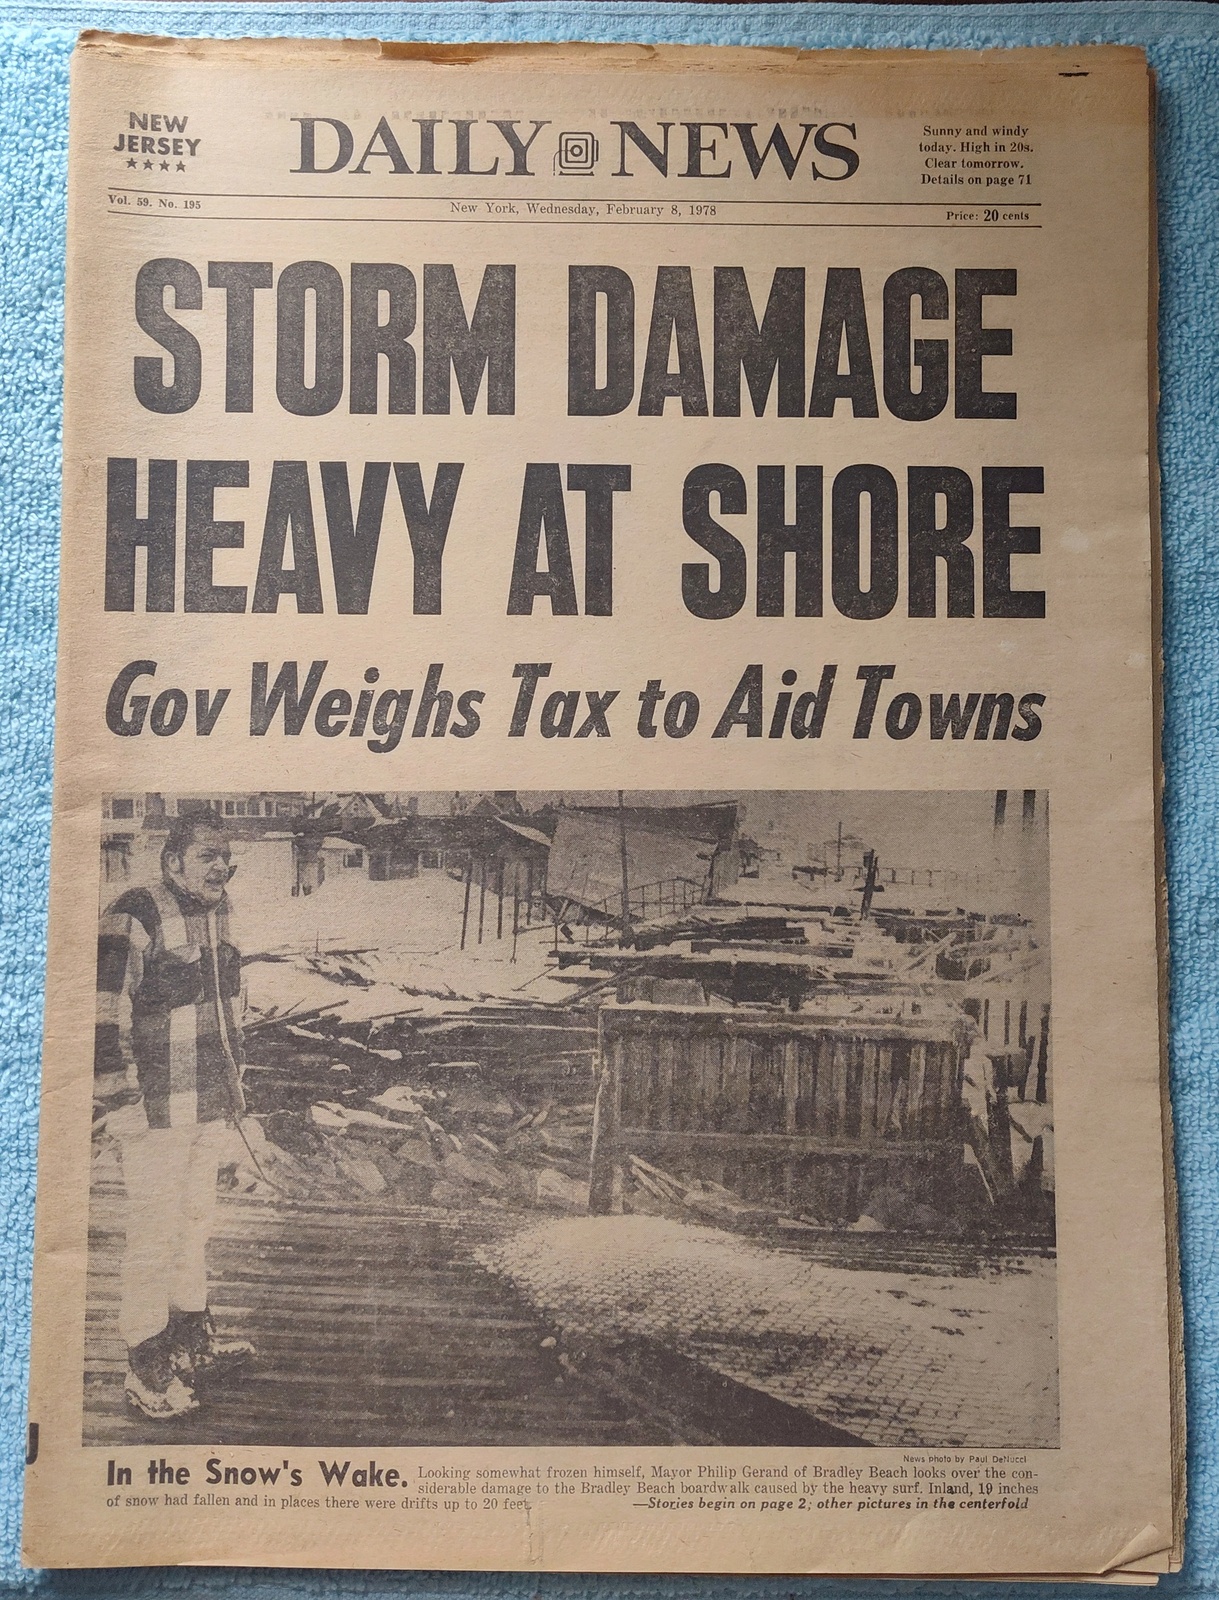 NEW
JERSEY
★★★★
DAILY NEWS
Sunny and windy
today. High in 20s.
Clear tomorrow.
Details on page 71
Vol. 59. No. 195
New York, Wednesday, February 8, 1978
Price: 20 cents
STORM DAMAGE
HEAVY AT SHORE
Gov Weighs Tax to Aid Towns
News photo by Paul DeNucci
In the Snow's Wake. Looking somewhat frozen himself, Mayor Philip Gerand of Bradley Beach looks over the con-
siderable damage to the Bradley Beach boardwalk caused by the heavy surf. Inland, 19 inches
of snow had fallen and in places there were drifts up to 20 feet. —Stories begin on page 2; other pictures in the centerfold
J